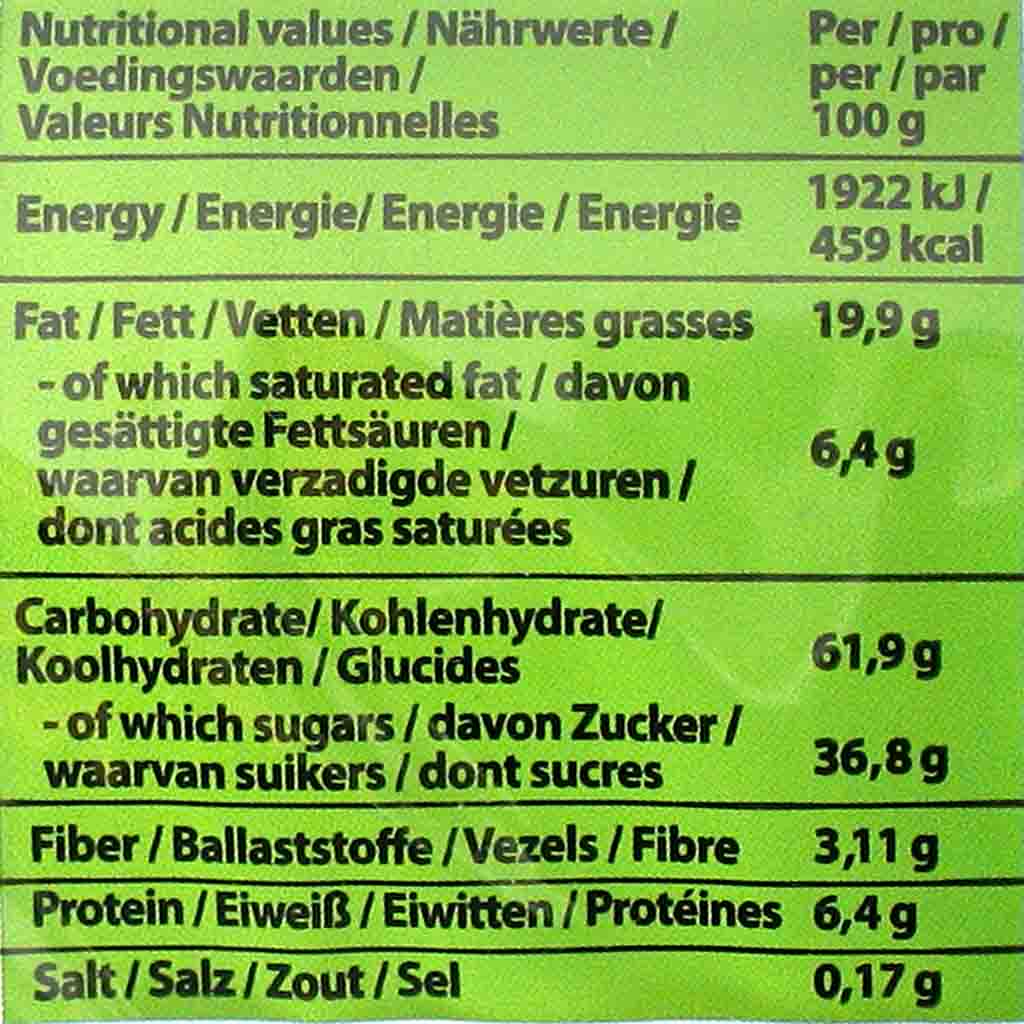 Nutritional values / Nährwerte / Per / pro /
Voedingswaarden / per / par
Valeurs Nutritionnelles 100 g
Energy / Energie/ Energie / Energie 1922 kJ / 459 kcal
Fat / Fett / Vetten / Matières grasses 19,9 g
- of which saturated fat / davon
gesättigte Fettsäuren /
waarvan verzadigde vetzuren / 6,4 g
dont acides gras saturées
Carbohydrate/ Kohlenhydrate/
Koolhydraten / Glucides 61,9 g
- of which sugars / davon Zucker /
waarvan suikers / dont sucres 36,8 g
Fiber / Ballaststoffe / Vezels / Fibre 3,11 g
Protein / Eiweiß / Eiwitten / Protéines 6,4 g
Salt / Salz / Zout / Sel 0,17 g